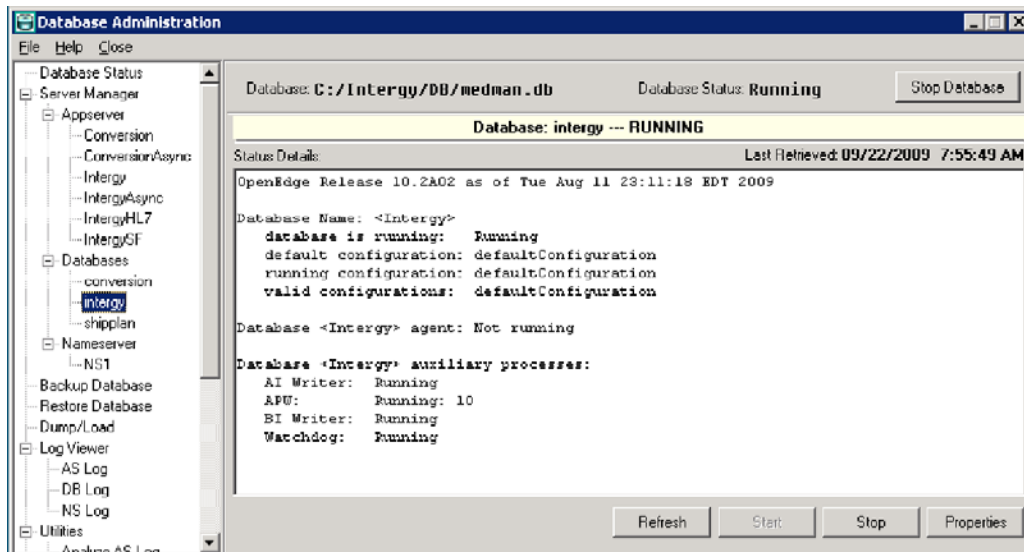 Database Administration
File Help Close
Database Status
Server Manager
Appserver
Conversion
ConversionAsync
Intergy
IntergyAsync
IntergyHL7
IntergySF
Databases
conversion
intergy
shipplan
Nameserver
NS1
Backup Database
Restore Database
Dump/Load
Log Viewer
AS Log
DB Log
NS Log
Utilities
Analyze AS Log
Database: C:/Intergy/DB/medman.db Database Status: Running Stop Database
Database: intergy --- RUNNING
Status Details: Last Retrieved: 09/22/2009 7:55:49 AM
OpenEdge Release 10.2A02 as of Tue Aug 11 23:11:18 EDT 2009
Database Name: <Intergy>
database is running: Running
default configuration: defaultConfiguration
running configuration: defaultConfiguration
valid configurations: defaultConfiguration
Database <Intergy> agent: Not running
Database <Intergy> auxiliary processes:
AI Writer: Running
APW: Running: 10
BI Writer: Running
Watchdog: Running
Refresh Start Stop Properties